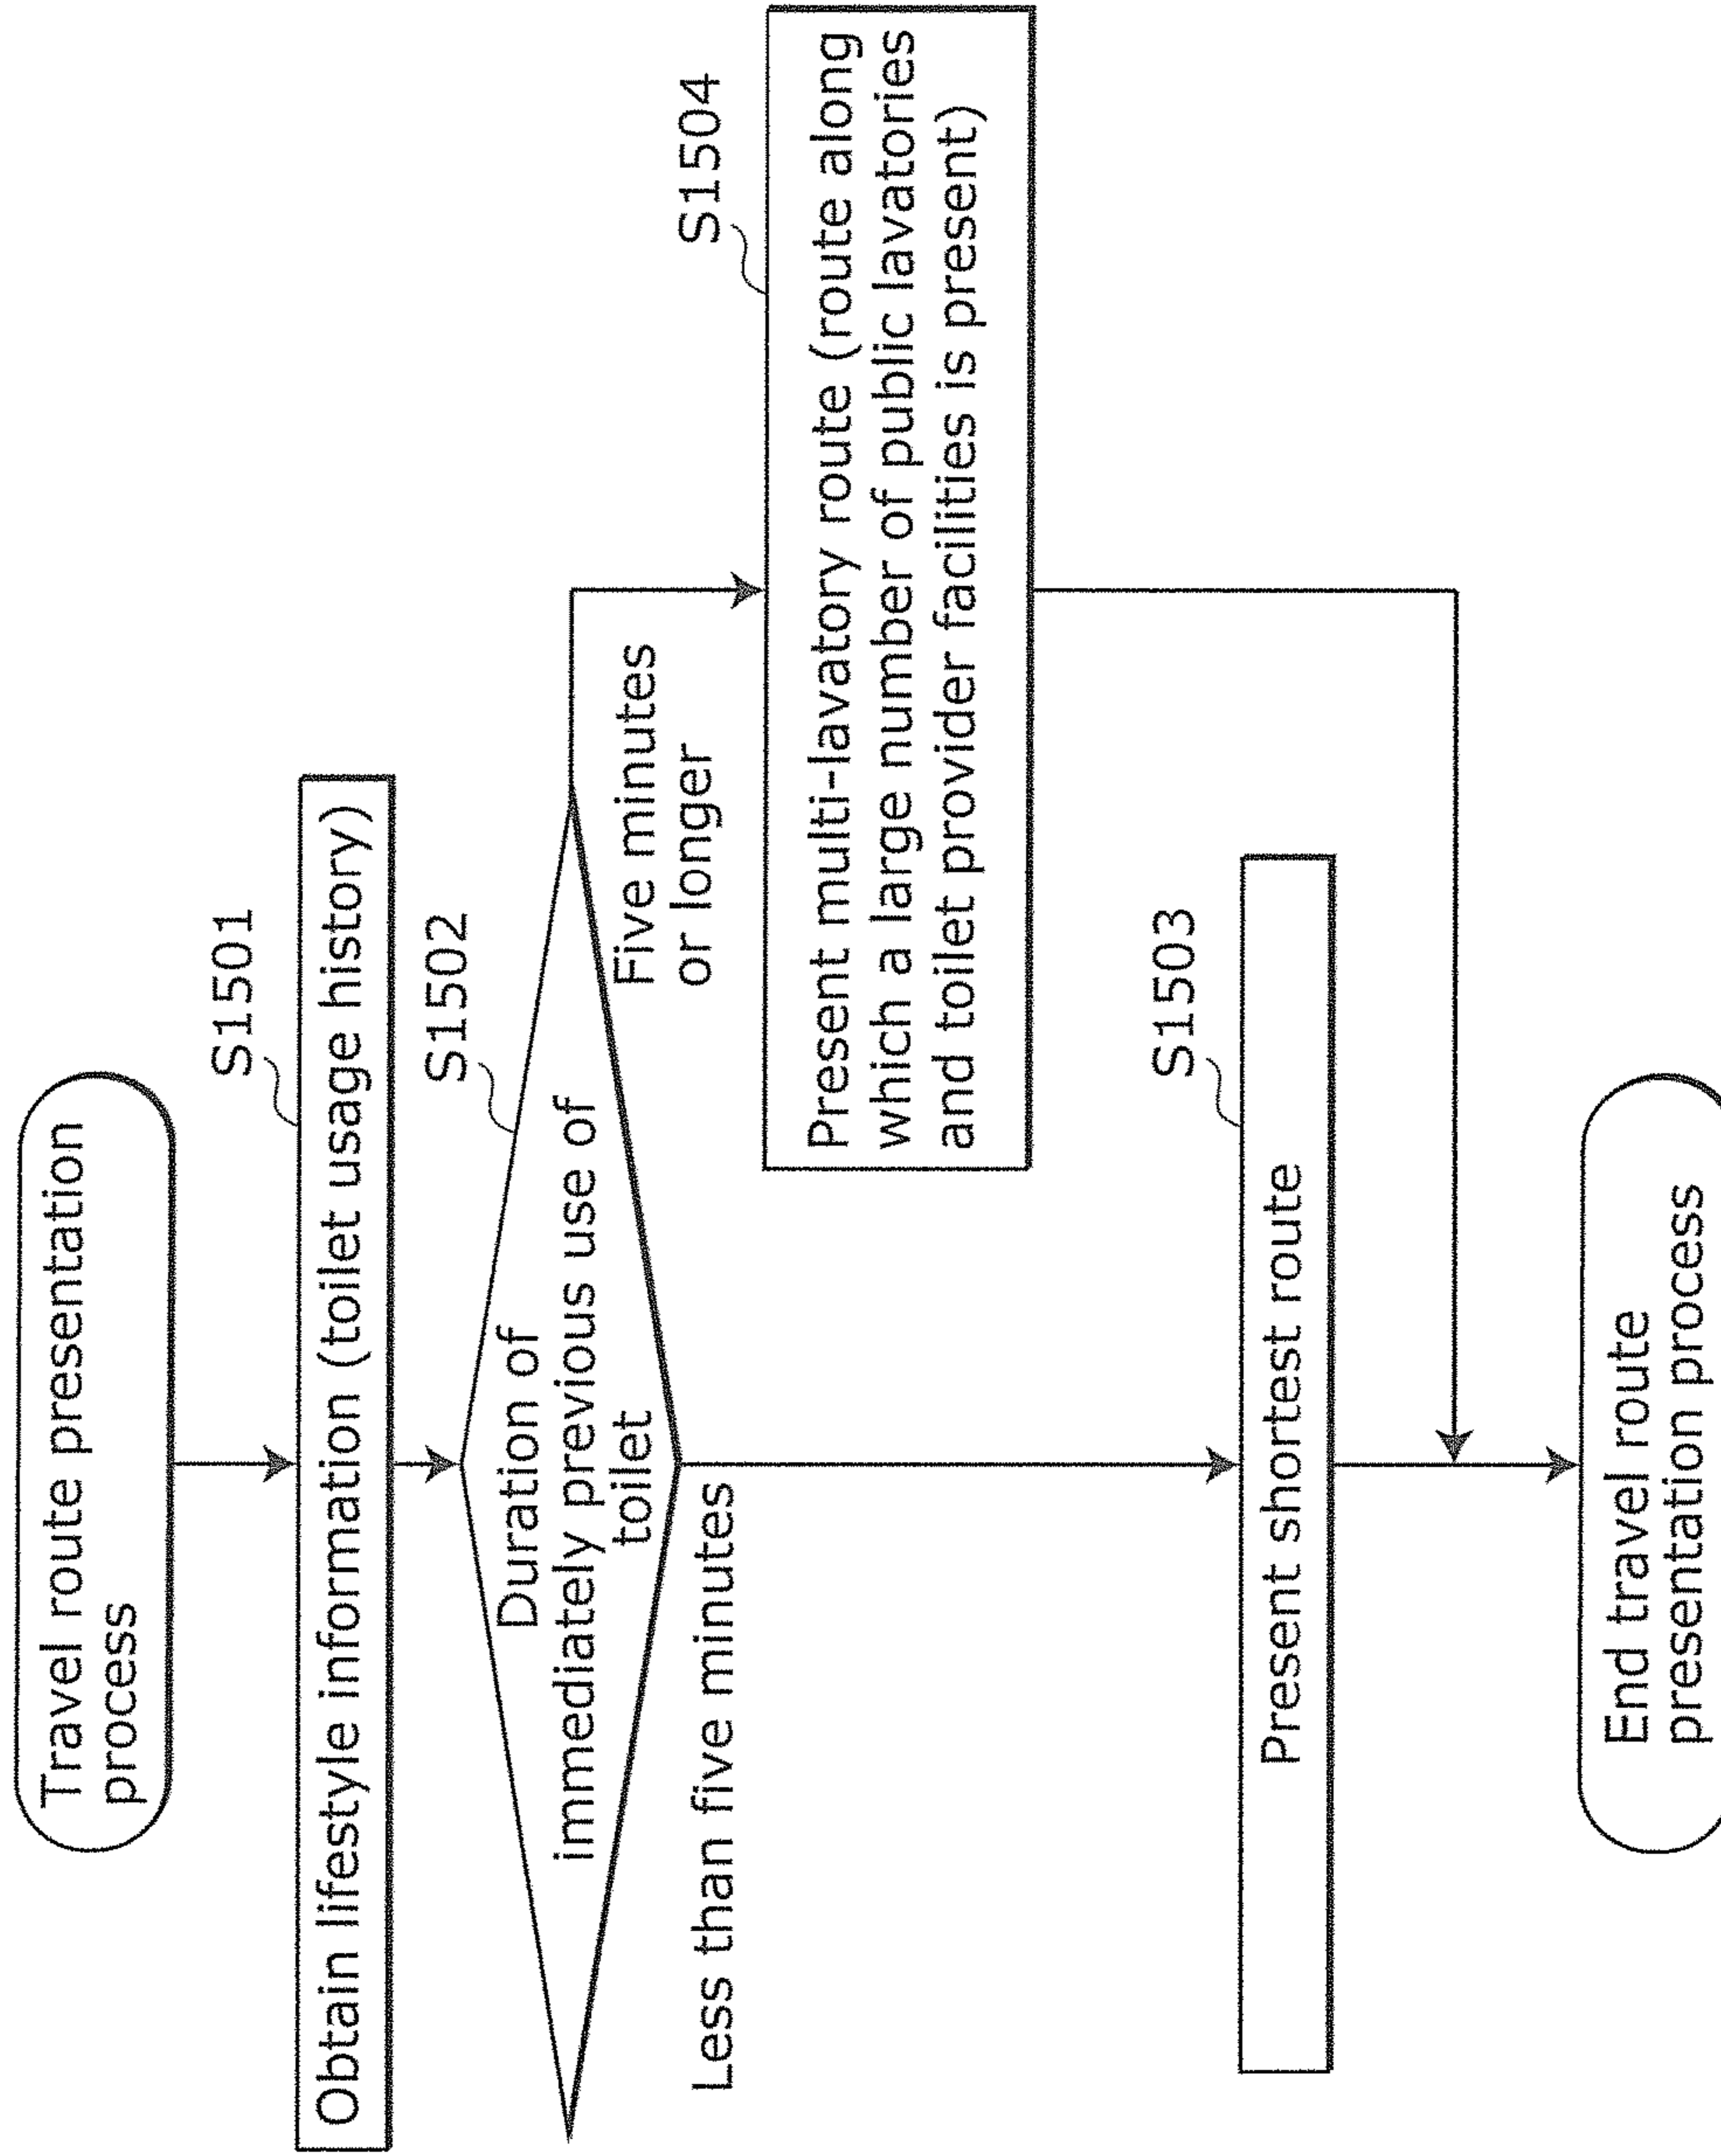 Travel route presentation
process
S1501
Obtain lifestyle information (toilet usage history)
S1502
Duration of
immediately previous use of
toilet
Five minutes
or longer
Less than five minutes
S1504
Present multi-lavatory route (route along
which a large number of public lavatories
and toilet provider facilities is present)
S1503
Present shortest route
End travel route
presentation process